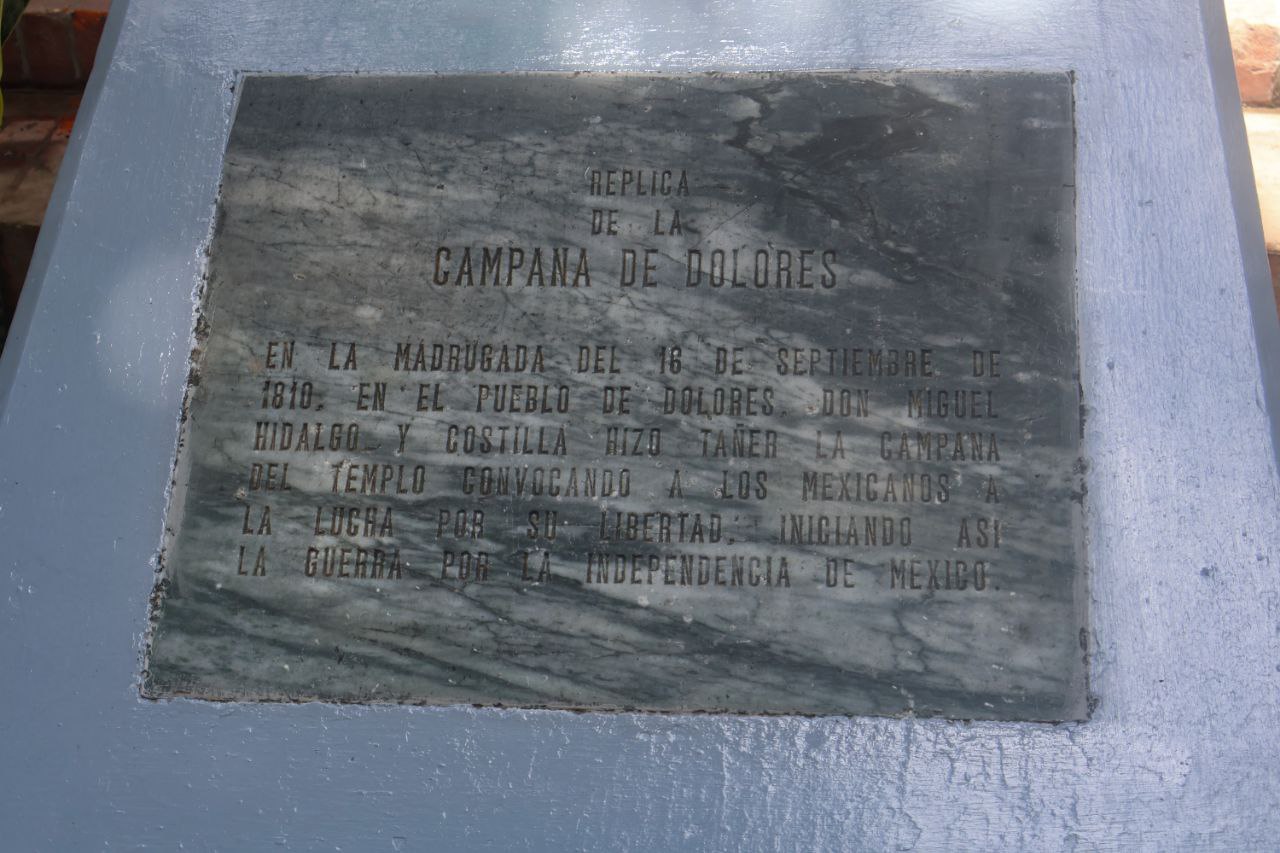 REPLICA
DE LA
CAMPANA DE DOLORES
EN LA MADRUGADA DEL 16 DE SEPTIEMBRE DE
1810, EN EL PUEBLO DE DOLORES, DON MIGUEL
HIDALGO Y COSTILLA HIZO TAÑER LA CAMPANA
DEL TEMPLO CONVOCANDO A LOS MEXICANOS A
LA LUCHA POR SU LIBERTAD, INICIANDO ASI
LA GUERRA POR LA INDEPENDENCIA DE MEXICO.